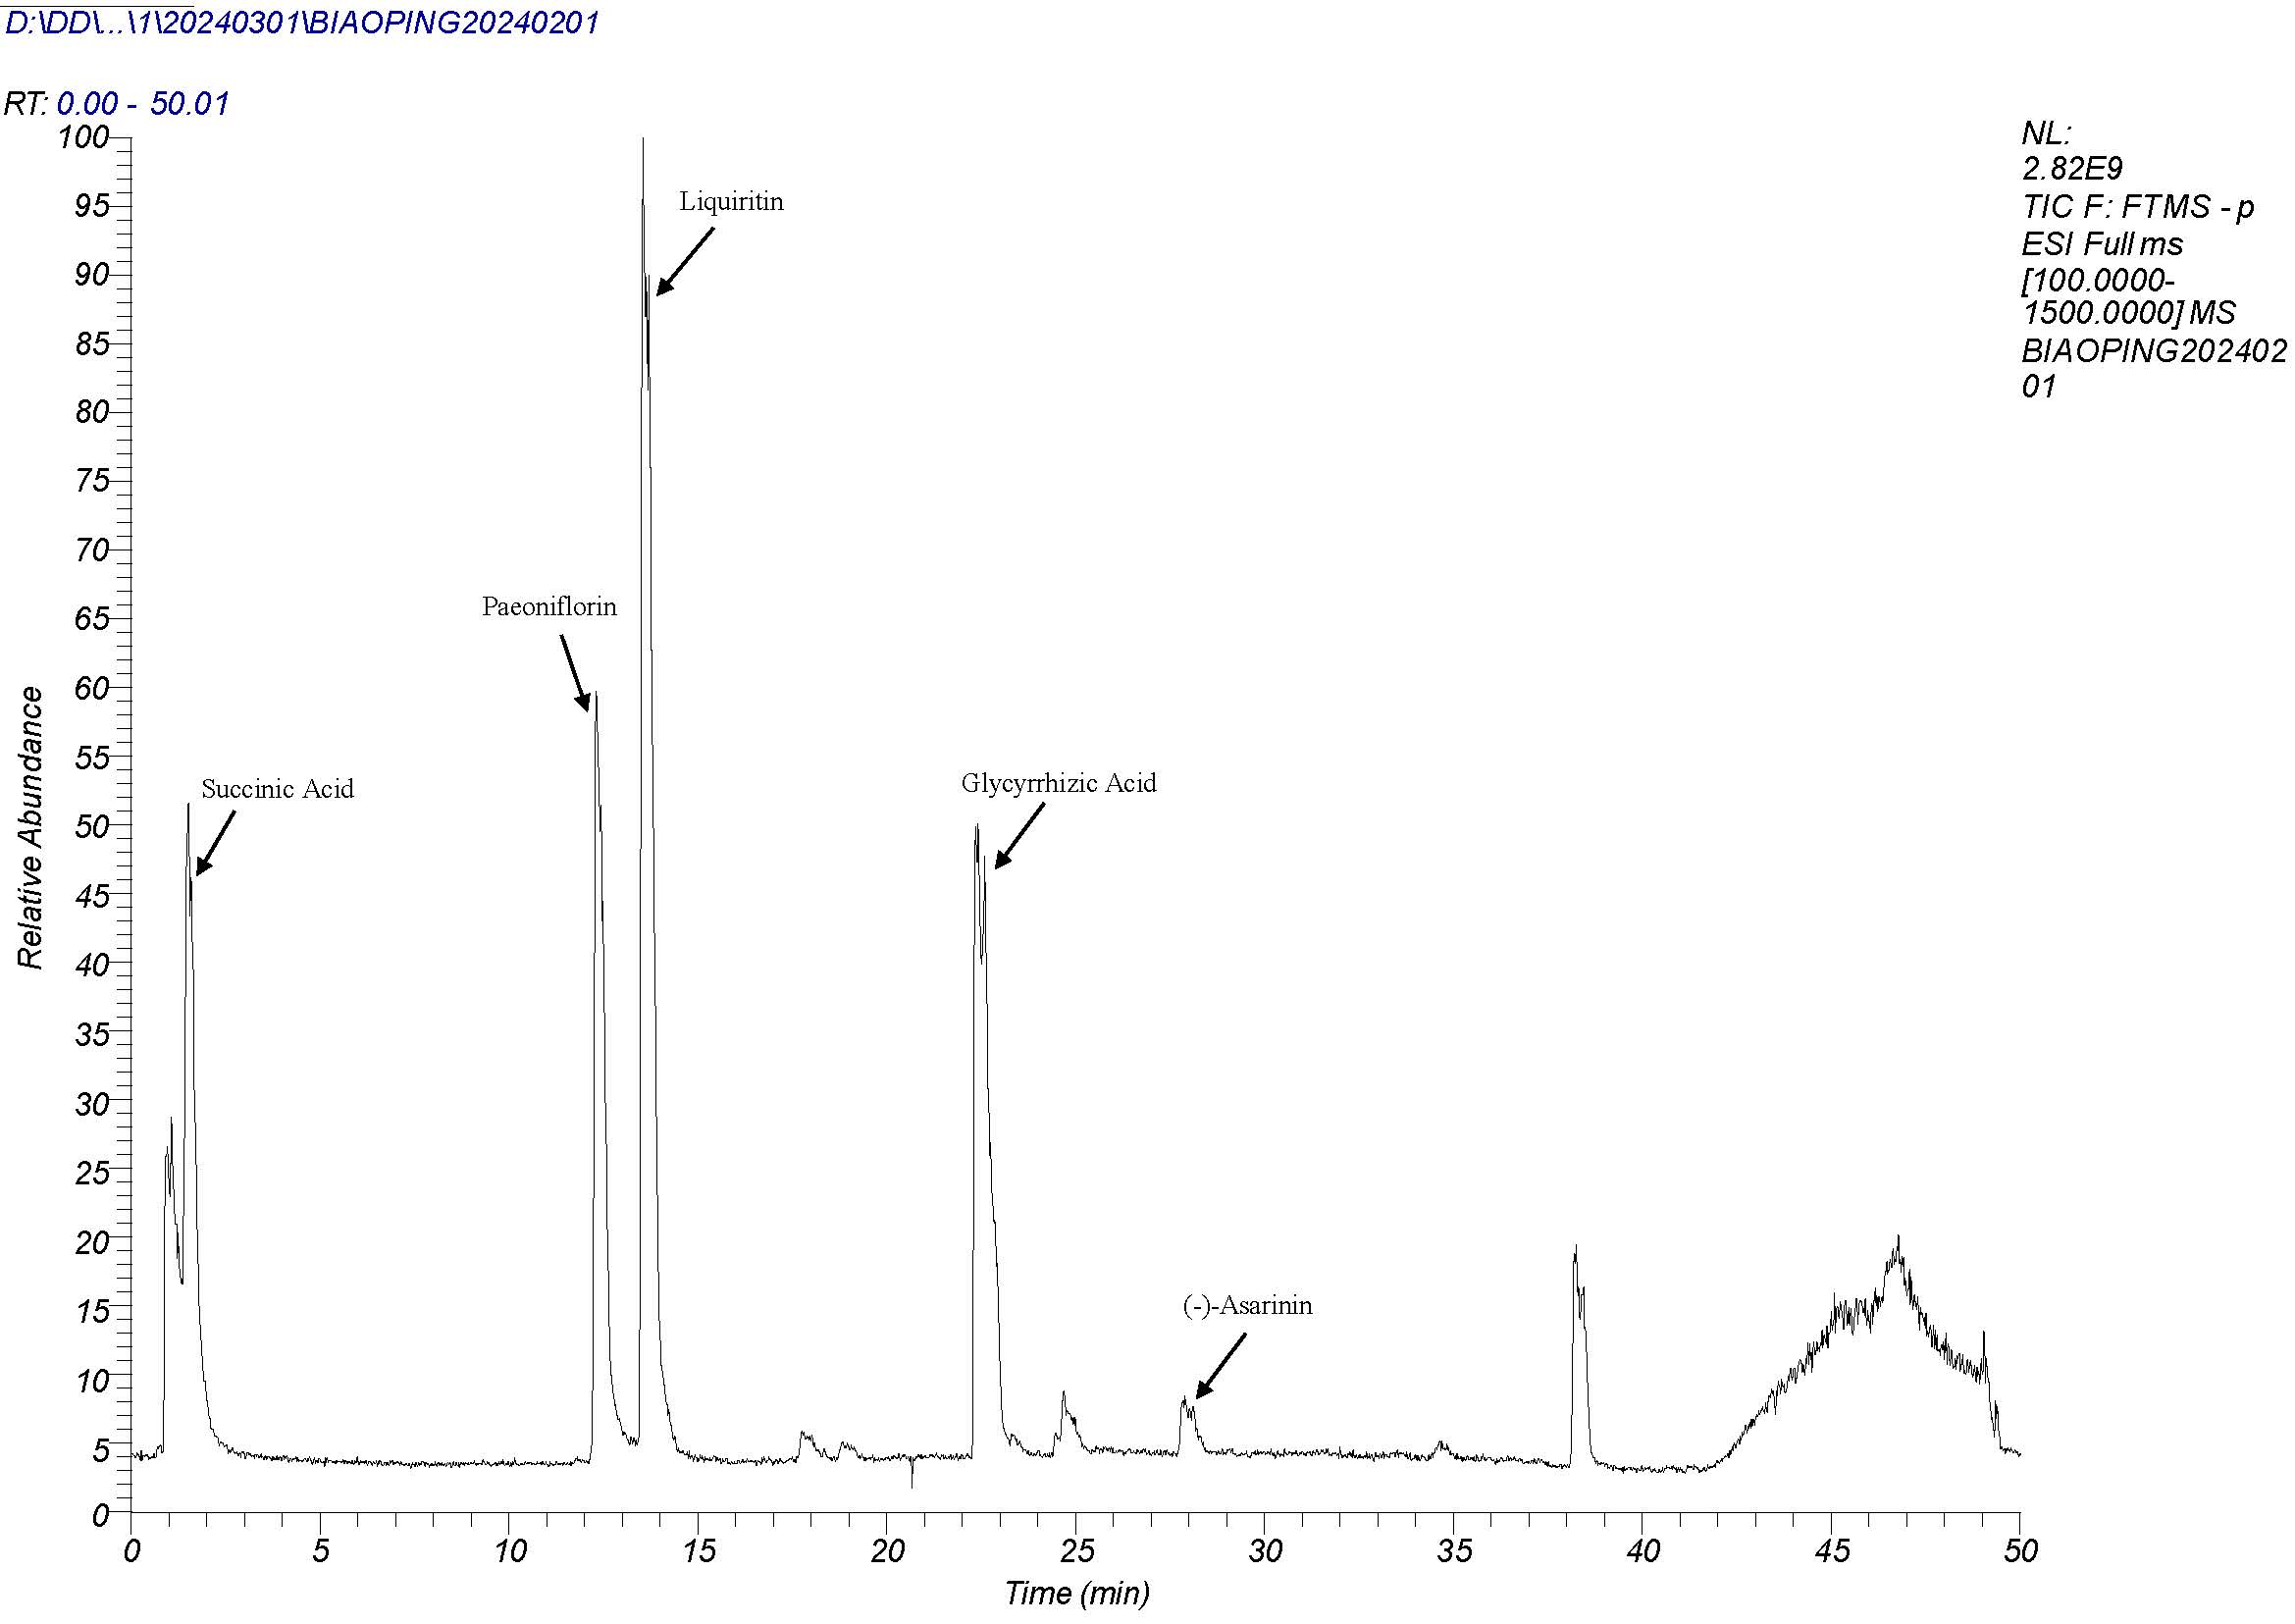 D:\DD\...\1\20240301\BIAOPING20240201
RT: 0.00 - 50.01
NL:
2.82E9
TIC F: FTMS - p
ESI Full ms
[100.0000-
1500.0000] MS
BIAOPING202402
01
100
95
90
85
80
75
70
65
60
55
50
45
40
35
30
25
20
15
10
5
0
Relative Abundance
Liquiritin
Paeoniflorin
Succinic Acid
Glycyrrhizic Acid
(-)-Asarinin
0 5 10 15 20 25 30 35 40 45 50
Time (min)